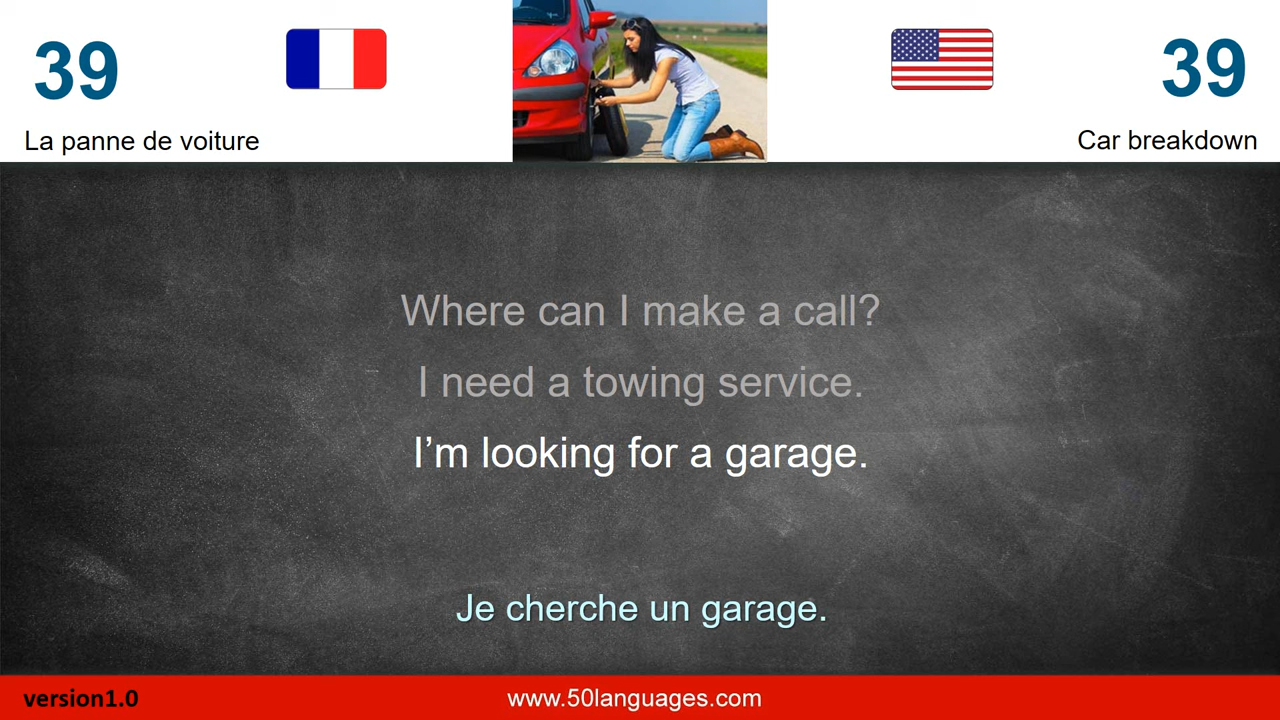 39
39
La panne de voiture
Car breakdown
Where can I make a call?
I need a towing service.
I’m looking for a garage.
Je cherche un garage.
version1.0
www.50languages.com